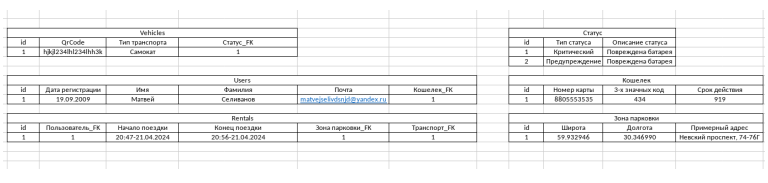 Vehicles
id QrCode Тип транспорта Статус_FK
1 hjkjl234lhl234lhh3k Самокат 1
Статус
id Тип статуса Описание статуса
1 Критический Повреждена батарея
2 Предупреждение Повреждена батарея
Users
id Дата регистрации Имя Фамилия Почта Кошелек_FK
1 19.09.2009 Матвей Селиванов matvejselivdsnjd@yandex.ru 1
Кошелек
id Номер карты 3-х значных код Срок действия
1 8805553535 434 919
Rentals
id Пользователь_FK Начало поездки Конец поездки Зона парковки_FK Транспорт_FK
1 1 20:47-21.04.2024 20:56-21.04.2024 1 1
Зона парковки
id Широта Долгота Примерный адрес
1 59.932946 30.346990 Невский проспект, 74-76Г